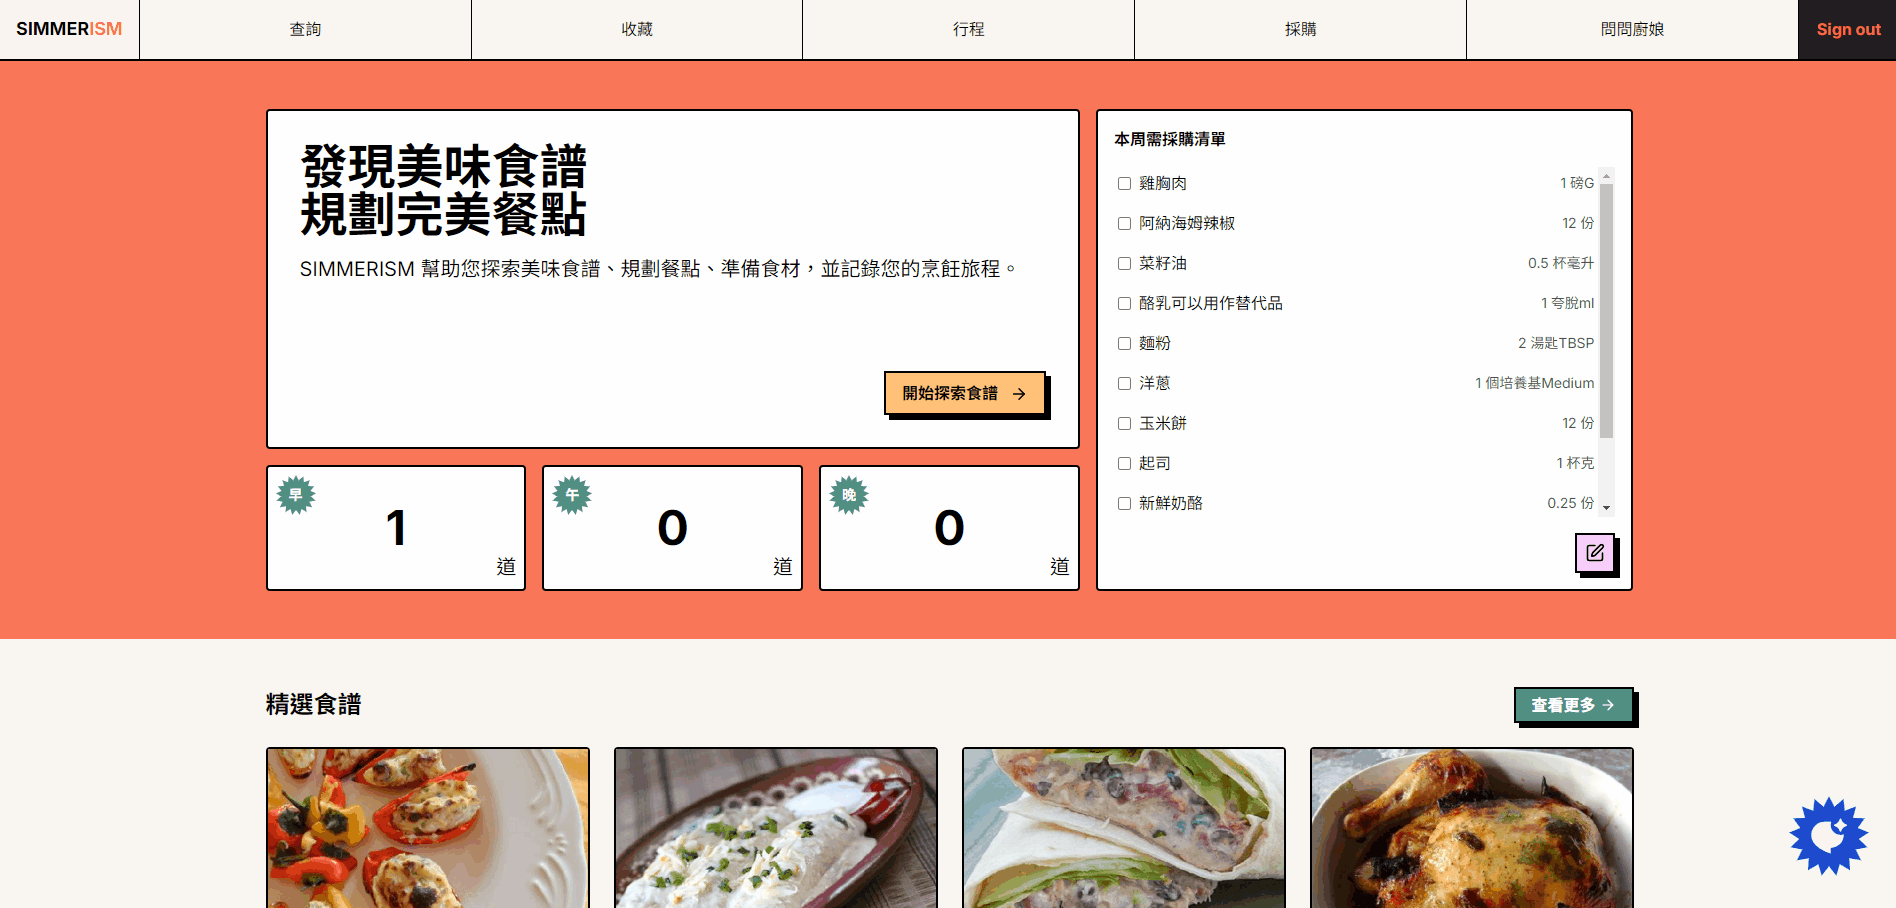 SIMMERISM
查詢
收藏
行程
採購
問問廚娘
Sign out
發現美味食譜
規劃完美餐點
SIMMERISM 幫助您探索美味食譜、規劃餐點、準備食材，並記錄您的烹飪旅程。
開始探索食譜
早
1
道
午
0
道
晚
0
道
本周需採購清單
雞胸肉 1 磅G
阿納海姆辣椒 12 份
菜籽油 0.5 杯毫升
酪乳可以用作替代品 1 夸脫ml
麵粉 2 湯匙TBSP
洋蔥 1 個培養基Medium
玉米餅 12 份
起司 1 杯克
新鮮奶酪 0.25 份
精選食譜
查看更多